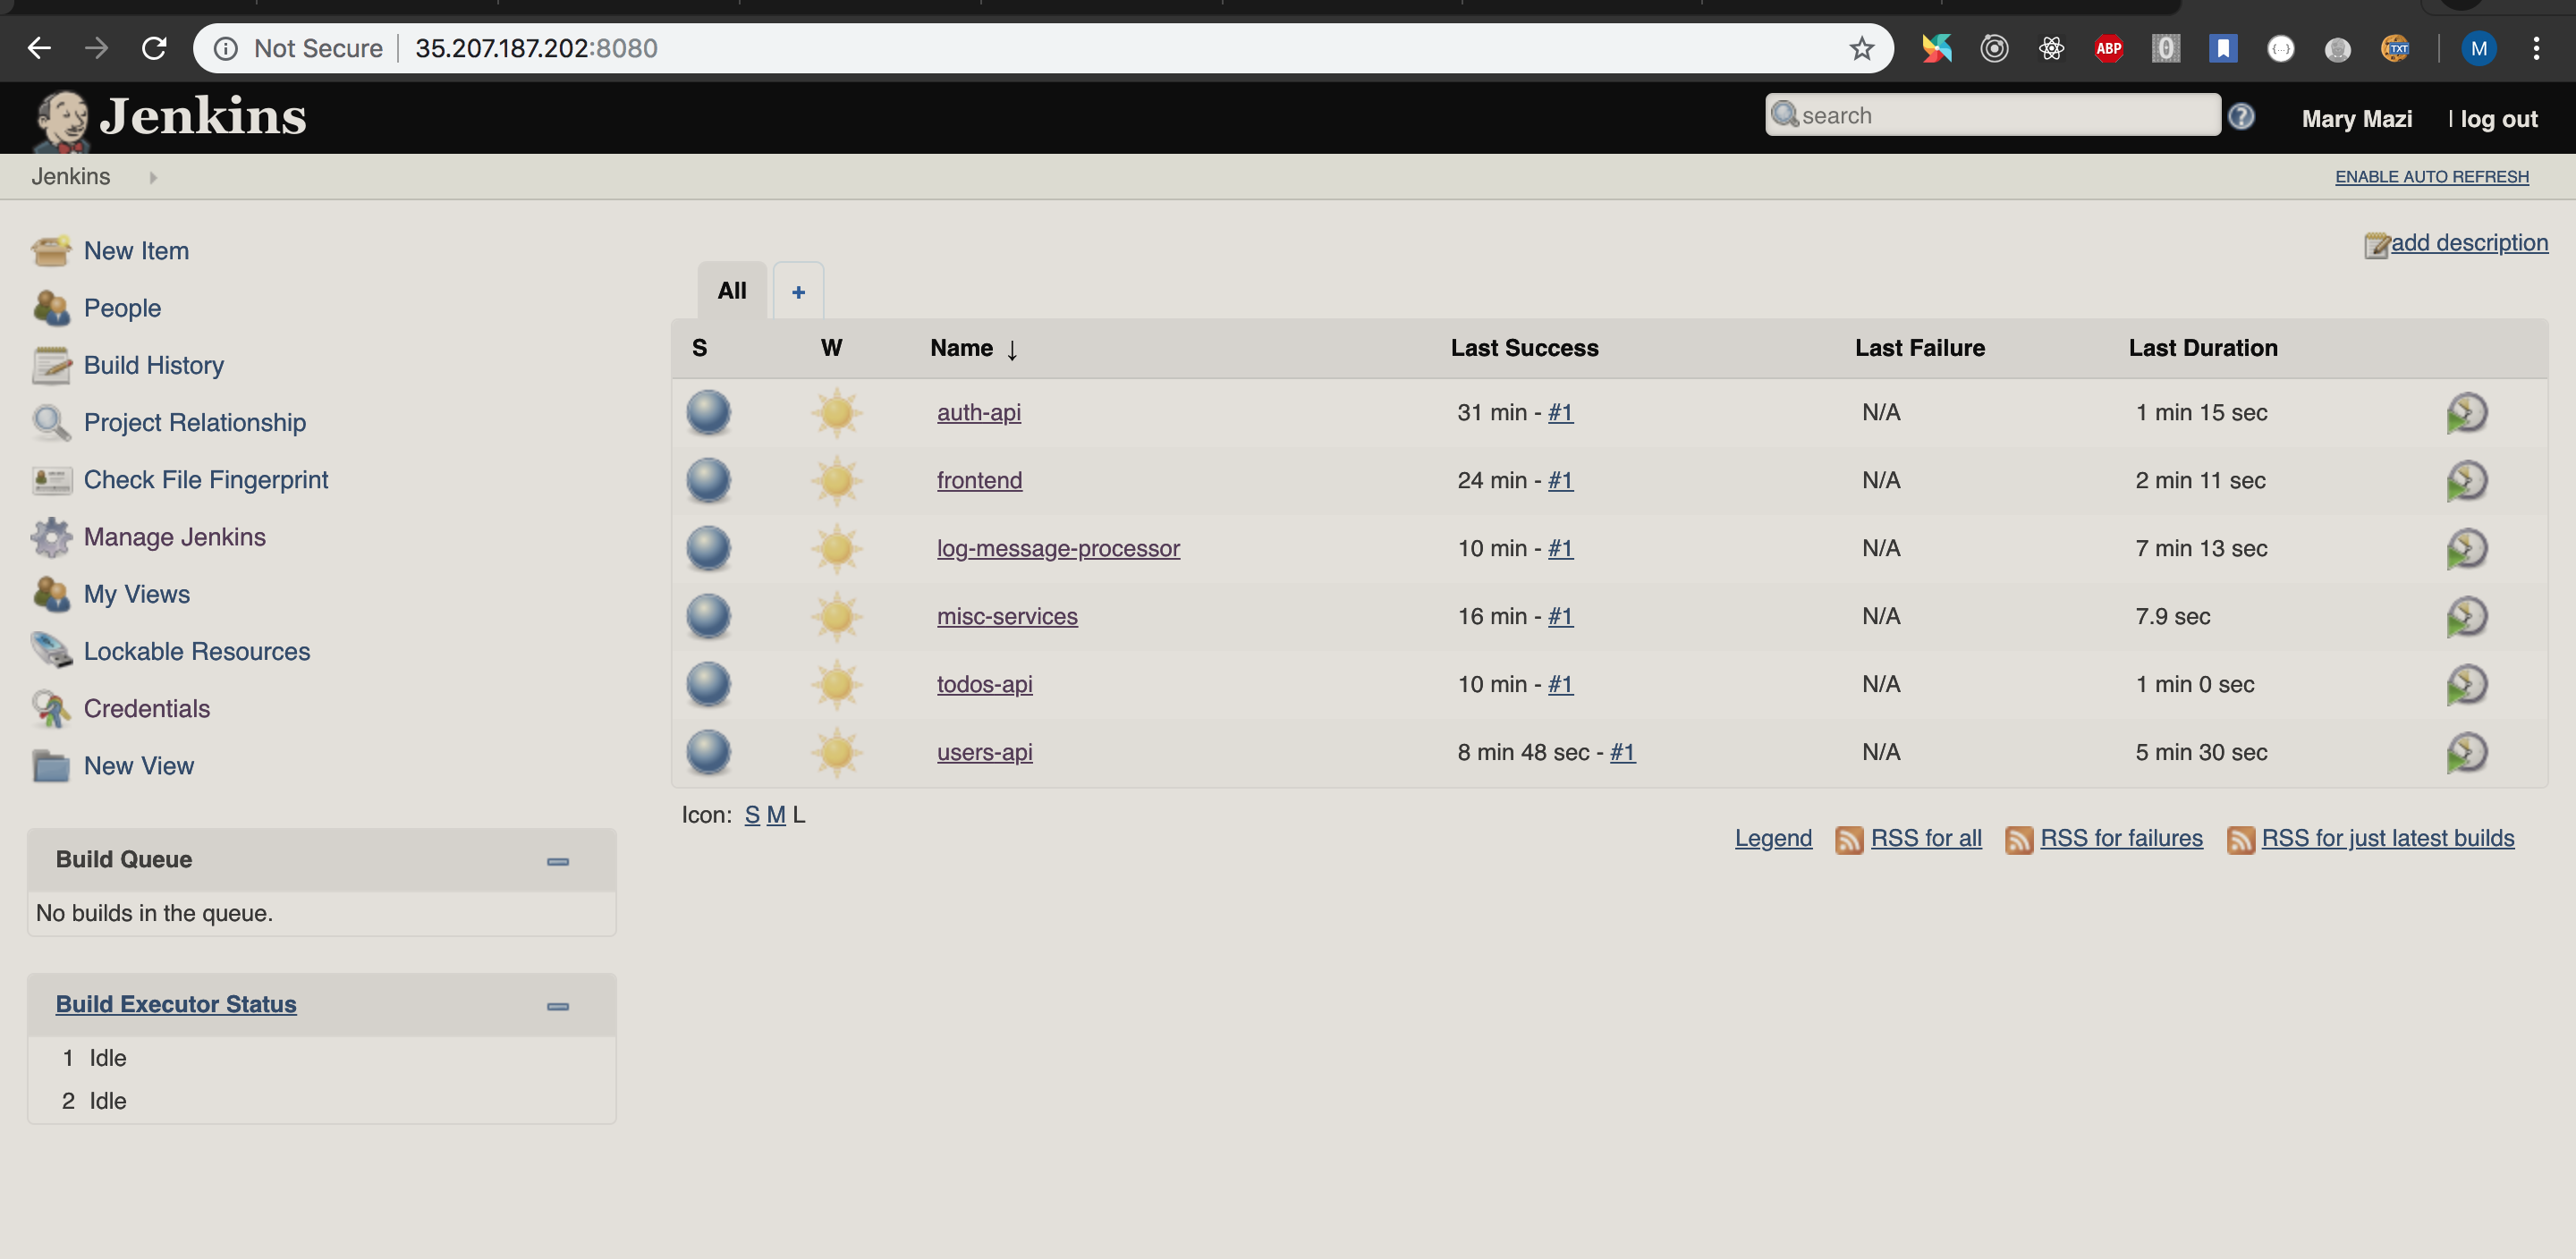 Not Secure 35.207.187.202:8080
ABP
0
{...}
TXT
M
Jenkins
search
?
Mary Mazi
| log out
Jenkins
ENABLE AUTO REFRESH
New Item
People
Build History
Project Relationship
Check File Fingerprint
Manage Jenkins
My Views
Lockable Resources
Credentials
New View
Build Queue
No builds in the queue.
Build Executor Status
1 Idle
2 Idle
add description
All +
S W Name ↓ Last Success Last Failure Last Duration
auth-api 31 min - #1 N/A 1 min 15 sec
frontend 24 min - #1 N/A 2 min 11 sec
log-message-processor 10 min - #1 N/A 7 min 13 sec
misc-services 16 min - #1 N/A 7.9 sec
todos-api 10 min - #1 N/A 1 min 0 sec
users-api 8 min 48 sec - #1 N/A 5 min 30 sec
Icon: S M L
Legend RSS for all RSS for failures RSS for just latest builds